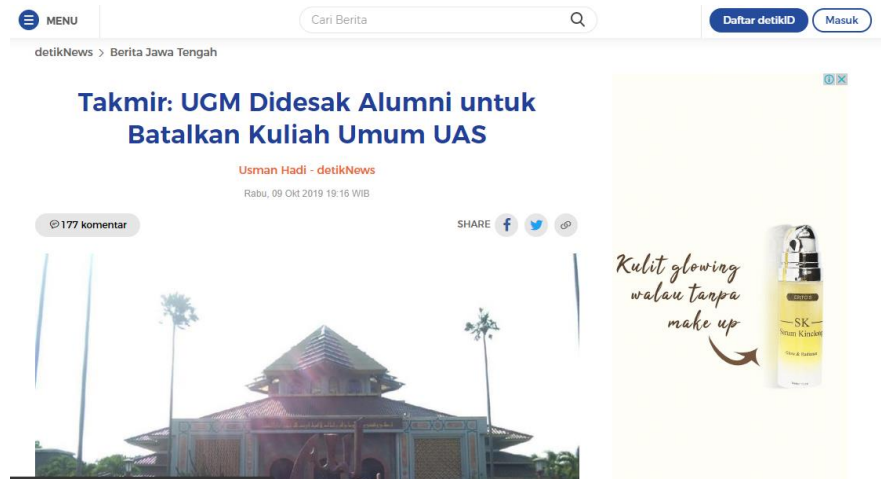 MENU
Cari Berita
Daftar detikID
Masuk
detikNews > Berita Jawa Tengah
Takmir: UGM Didesak Alumni untuk
Batalkan Kuliah Umum UAS
Usman Hadi - detikNews
Rabu, 09 Okt 2019 19:16 WIB
177 komentar
SHARE
Kulit glowing
walau tanpa
make up
SK
Serum Kinclong